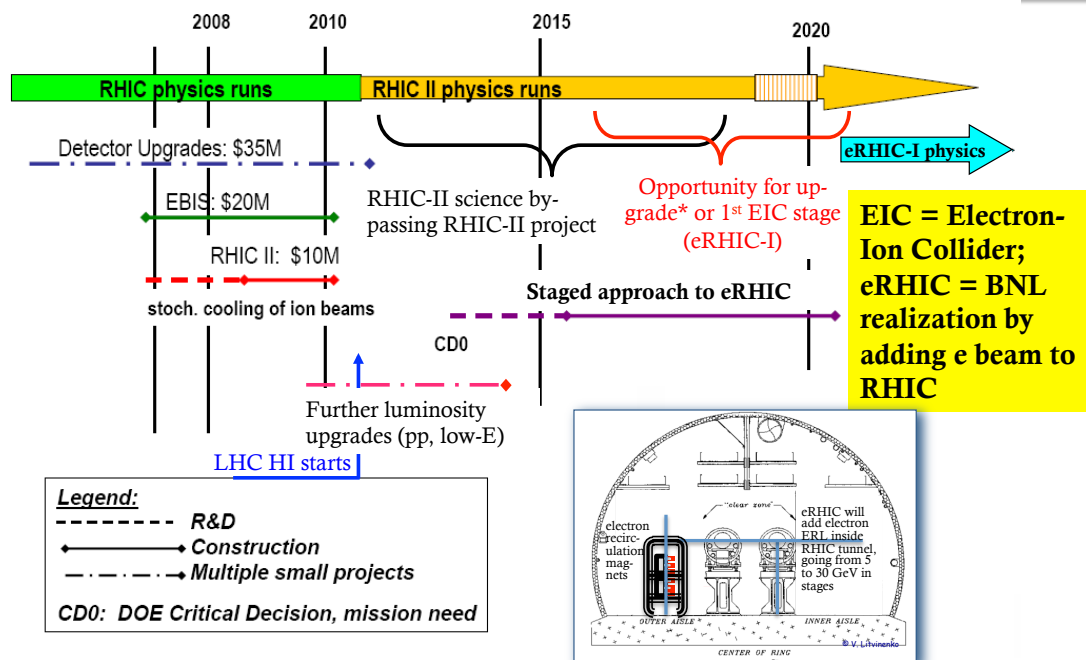 2008
2010
2015
2020
RHIC physics runs
RHIC II physics runs
Detector Upgrades: $35M
eRHIC-I physics
EBIS: $20M
RHIC-II science by-
passing RHIC-II project
Opportunity for up-
grade* or 1st EIC stage
(eRHIC-I)
EIC = Electron-
Ion Collider;
eRHIC = BNL
realization by
adding e beam to
RHIC
RHIC II: $10M
stoch. cooling of ion beams
Staged approach to eRHIC
CD0
Further luminosity
upgrades (pp, low-E)
LHC HI starts
Legend:
R&D
Construction
Multiple small projects
CD0: DOE Critical Decision, mission need
"clear zone"
electron
recirc-
ulation
mag-
nets
eRHIC will
add electron
ERL inside
RHIC tunnel,
going from 5
to 30 GeV in
stages
OUTER AISLE
INNER AISLE
© V. Litvinenko
CENTER OF RING